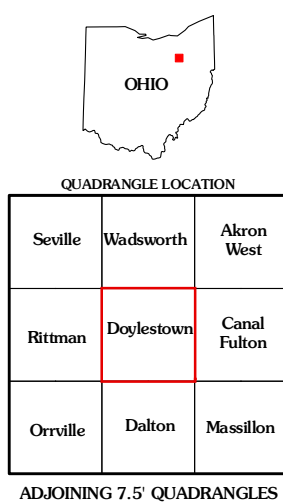 OHIO
QUADRANGLE LOCATION
Seville Wadsworth Akron
West
Rittman Doylestown Canal
Fulton
Orrville Dalton Massillon
ADJOINING 7.5' QUADRANGLES